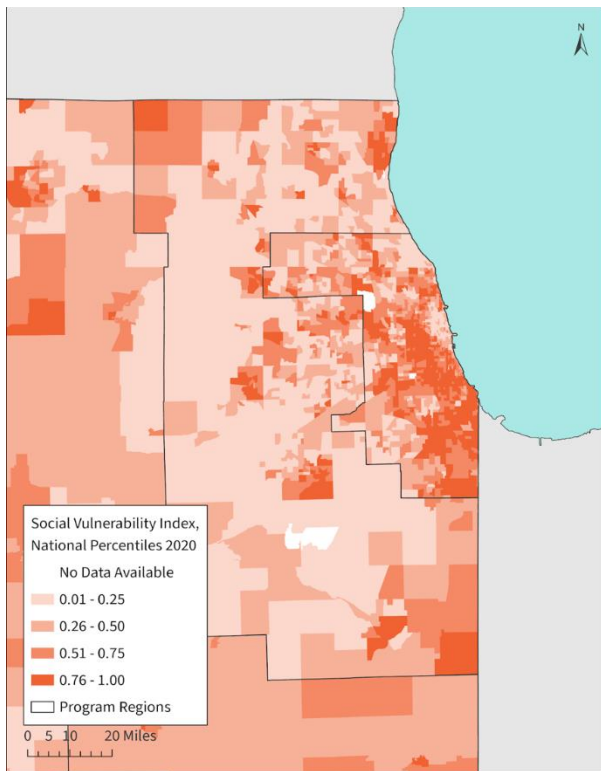 N
Social Vulnerability Index,
National Percentiles 2020
No Data Available
0.01 - 0.25
0.26 - 0.50
0.51 - 0.75
0.76 - 1.00
Program Regions
0 5 10 20 Miles